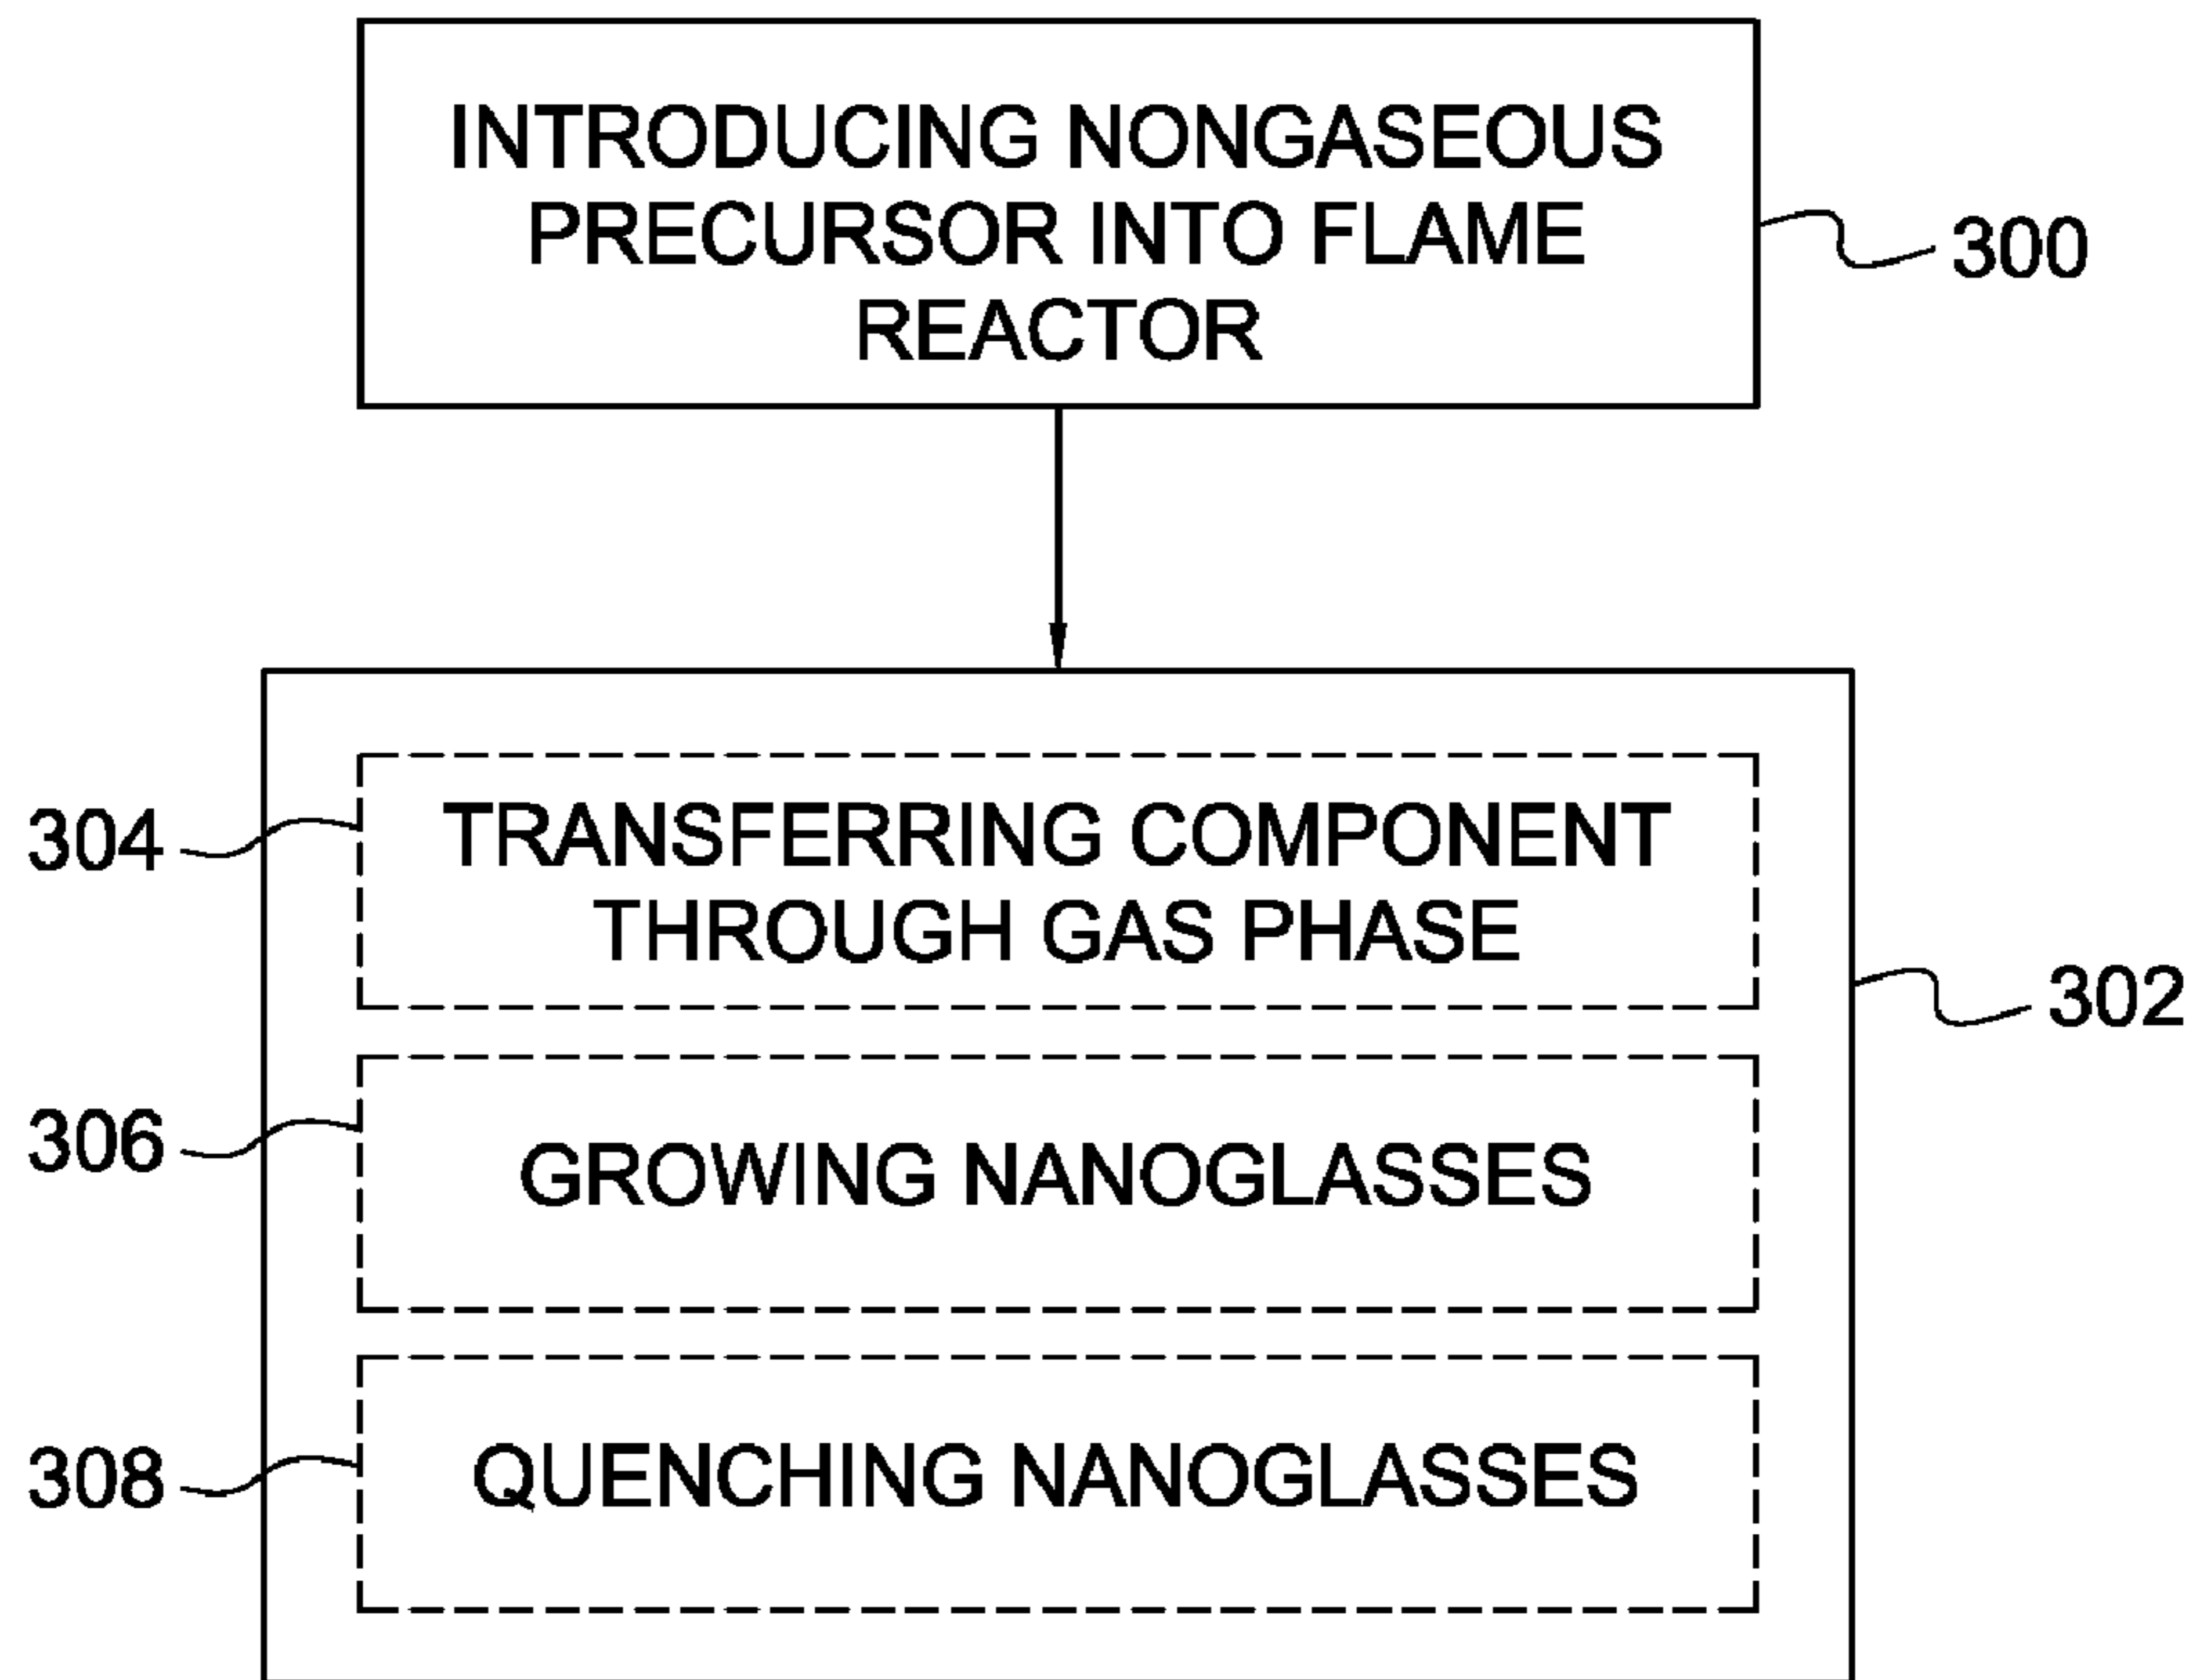 INTRODUCING NONGASEOUS
PRECURSOR INTO FLAME
REACTOR
300
304
TRANSFERRING COMPONENT
THROUGH GAS PHASE
302
306
GROWING NANOGLASSES
308
QUENCHING NANOGLASSES